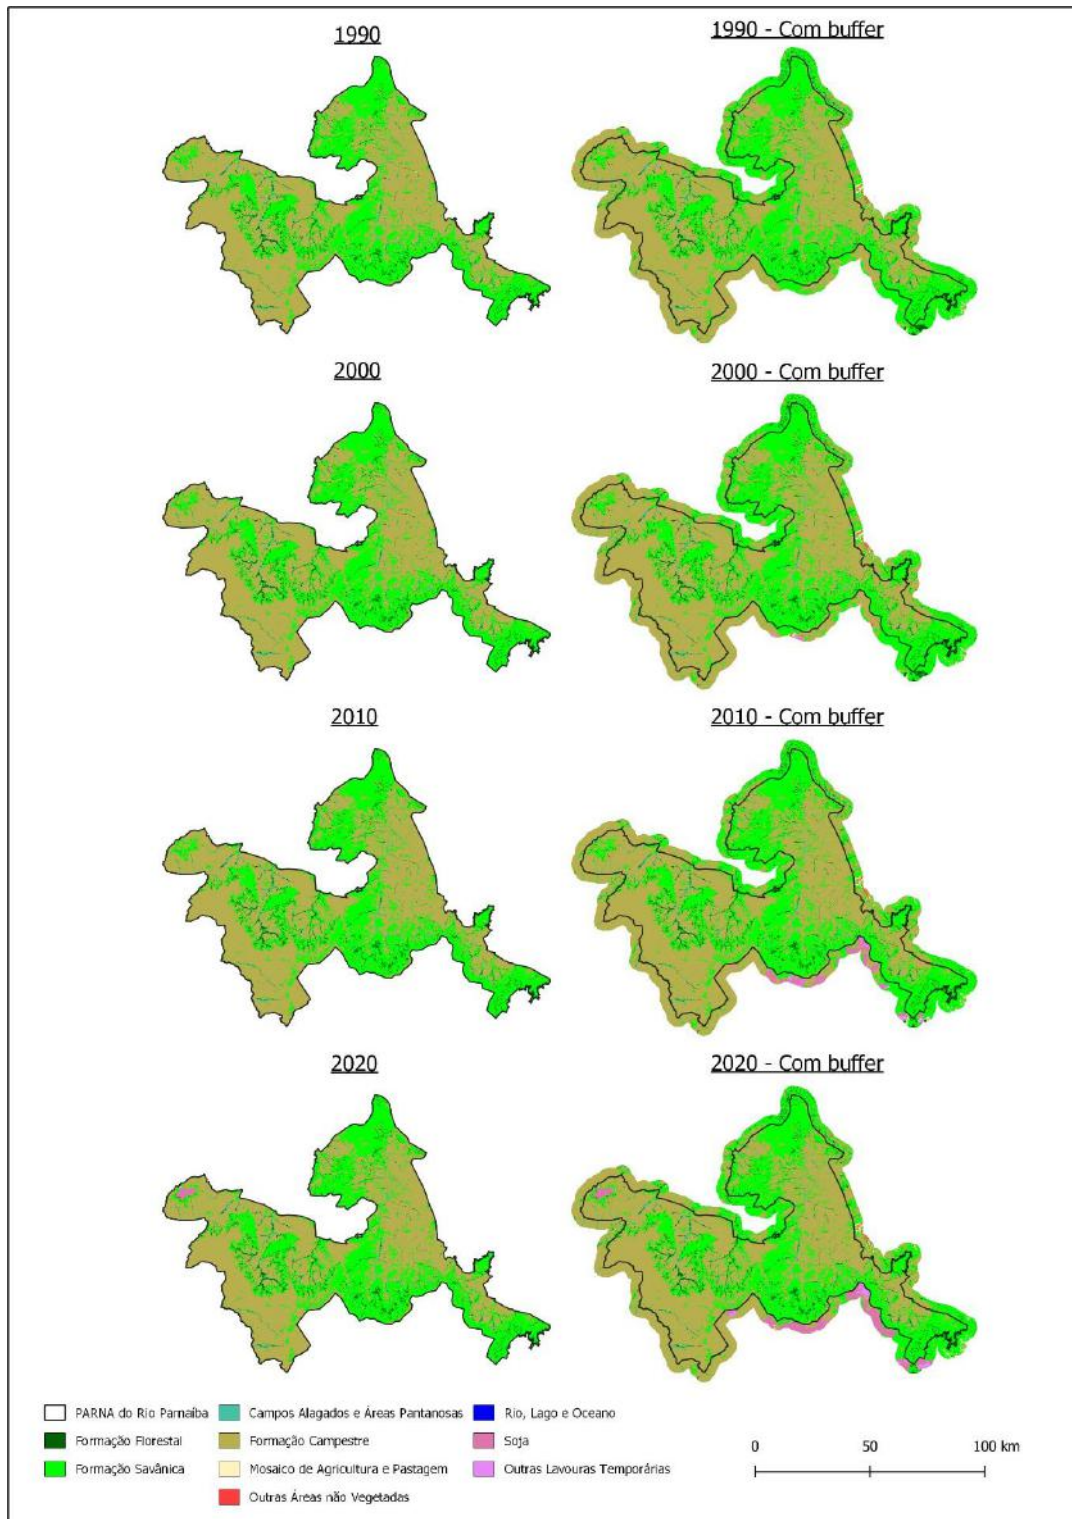 1990
1990 - Com buffer
2000
2000 - Com buffer
2010
2010 - Com buffer
2020
2020 - Com buffer
PARNA do Rio Parnaíba
Campos Alagados e Áreas Pantanosas
Rio, Lago e Oceano
Formação Florestal
Formação Campestre
Soja
Formação Savânica
Mosaico de Agricultura e Pastagem
Outras Lavouras Temporárias
Outras Áreas não Vegetadas
0 50 100 km